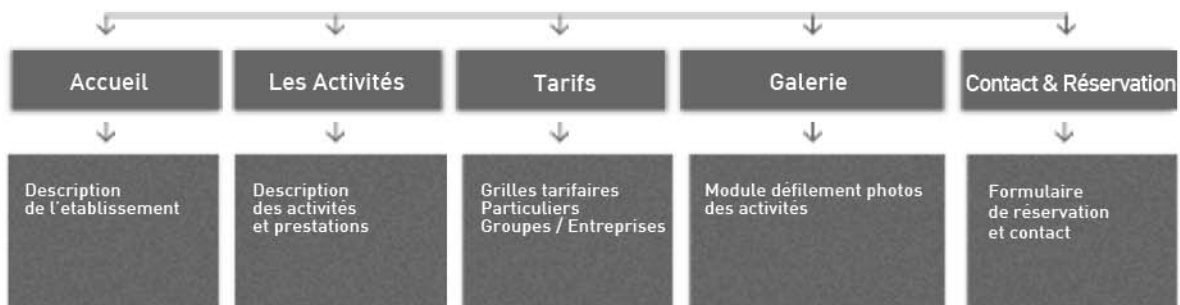 Accueil
Les Activités
Tarifs
Galerie
Contact & Réservation
Description
de l'etablissement
Description
des activités
et prestations
Grilles tarifaires
Particuliers
Groupes / Entreprises
Module défilement photos
des activités
Formulaire
de réservation
et contact